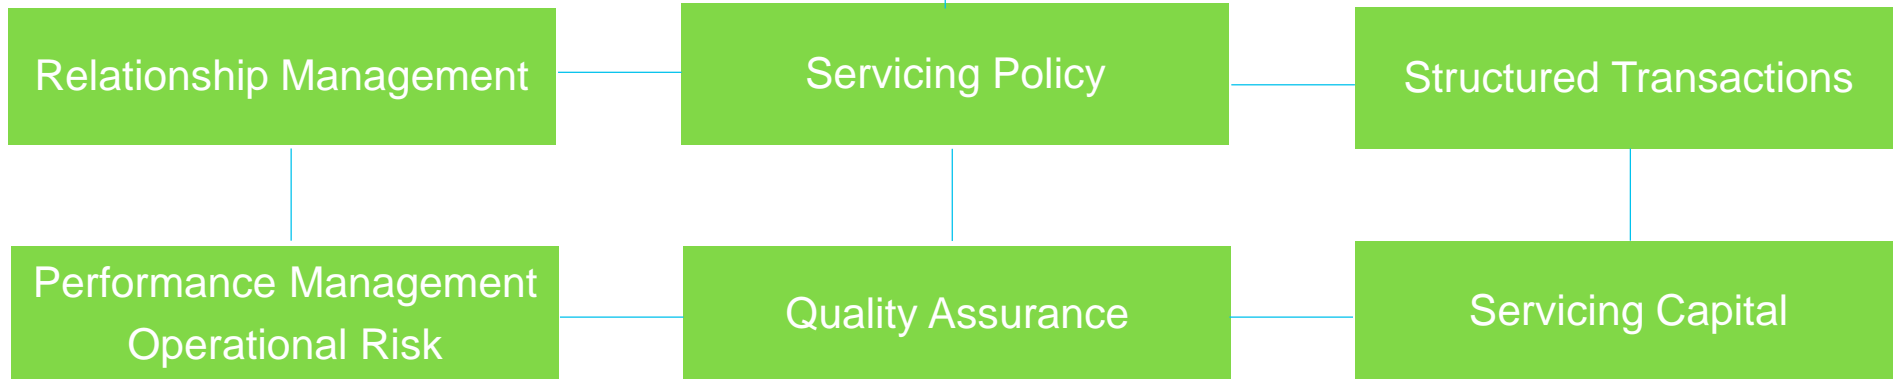 Relationship Management
Servicing Policy
Structured Transactions
Performance Management
Operational Risk
Quality Assurance
Servicing Capital